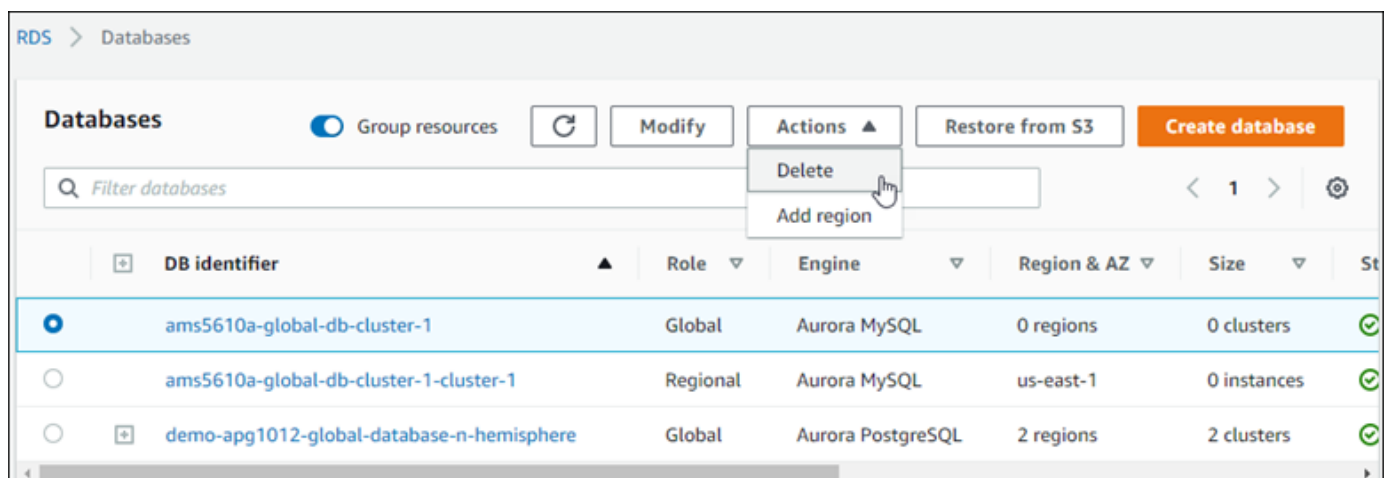 RDS > Databases
Databases Group resources Modify Actions ▲ Restore from S3 Create database
Filter databases Delete < 1 >
Add region
DB identifier ▲ Role Engine Region & AZ Size St
ams5610a-global-db-cluster-1 Global Aurora MySQL 0 regions 0 clusters
ams5610a-global-db-cluster-1-cluster-1 Regional Aurora MySQL us-east-1 0 instances
demo-apg1012-global-database-n-hemisphere Global Aurora PostgreSQL 2 regions 2 clusters